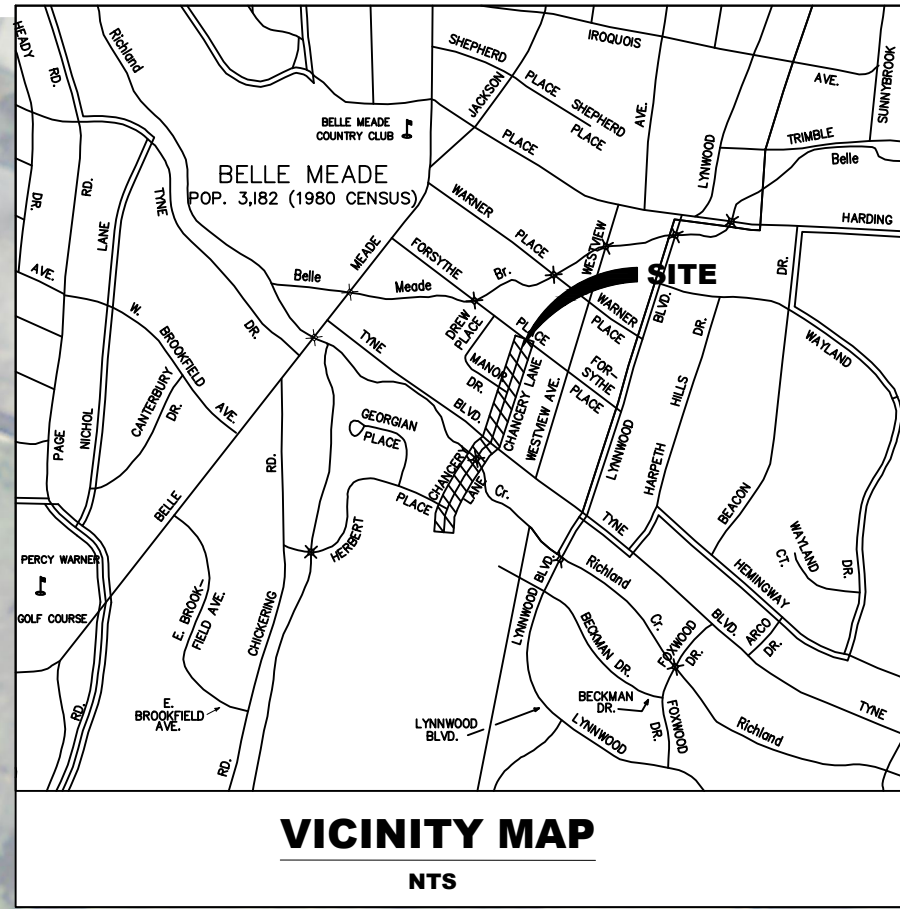 HEADY
RD.
Richland
SHEPHERD
PLACE
IROQUOIS
AVE.
SUNNYBROOK
JACKSON
SHEPHERD
PLACE
AVE.
BELLE MEADE
COUNTRY CLUB
PLACE
LYNWOOD
TRIMBLE
Belle
BELLE MEADE
POP. 3,182 (1980 CENSUS)
DR.
RD.
LANE
TYNE
WARNER
PLACE
HARDING
MEADE
FORSYTHE
Br.
WESTVIEW
DR.
AVE.
Belle
Meade
SITE
W.
BROOKFIELD
AVE.
DR.
TYNE
BLVD.
DREW
PLACE
PLACE
WARNER
PLACE
BLVD.
DR.
WAYLAND
MANOR
DR.
FOR-
SYTHE
PLACE
CANTERBURY
DR.
HILLS
CHANCERY LANE
WESTVIEW AVE.
GEORGIAN
PLACE
PAGE
NICHOL
RD.
CHANCERY
LANE
LYNNWOOD
HARPETH
BEACON
BELLE
PLACE
HERBERT
Cr.
TYNE
WAYLAND
CT.
DR.
PERCY WARNER
GOLF COURSE
HEMINGWAY
Richland
Cr.
LYNNWOOD BLVD.
E. BROOK-
FIELD AVE.
CHICKERING
BECKMAN DR.
FOXWOOD
DR.
BLVD.
ARCO
DR.
E.
BROOKFIELD
AVE.
RD.
RD.
BECKMAN
DR.
FOXWOOD
DR.
TYNE
LYNNWOOD
BLVD.
LYNNWOOD
Richland
VICINITY MAP
NTS